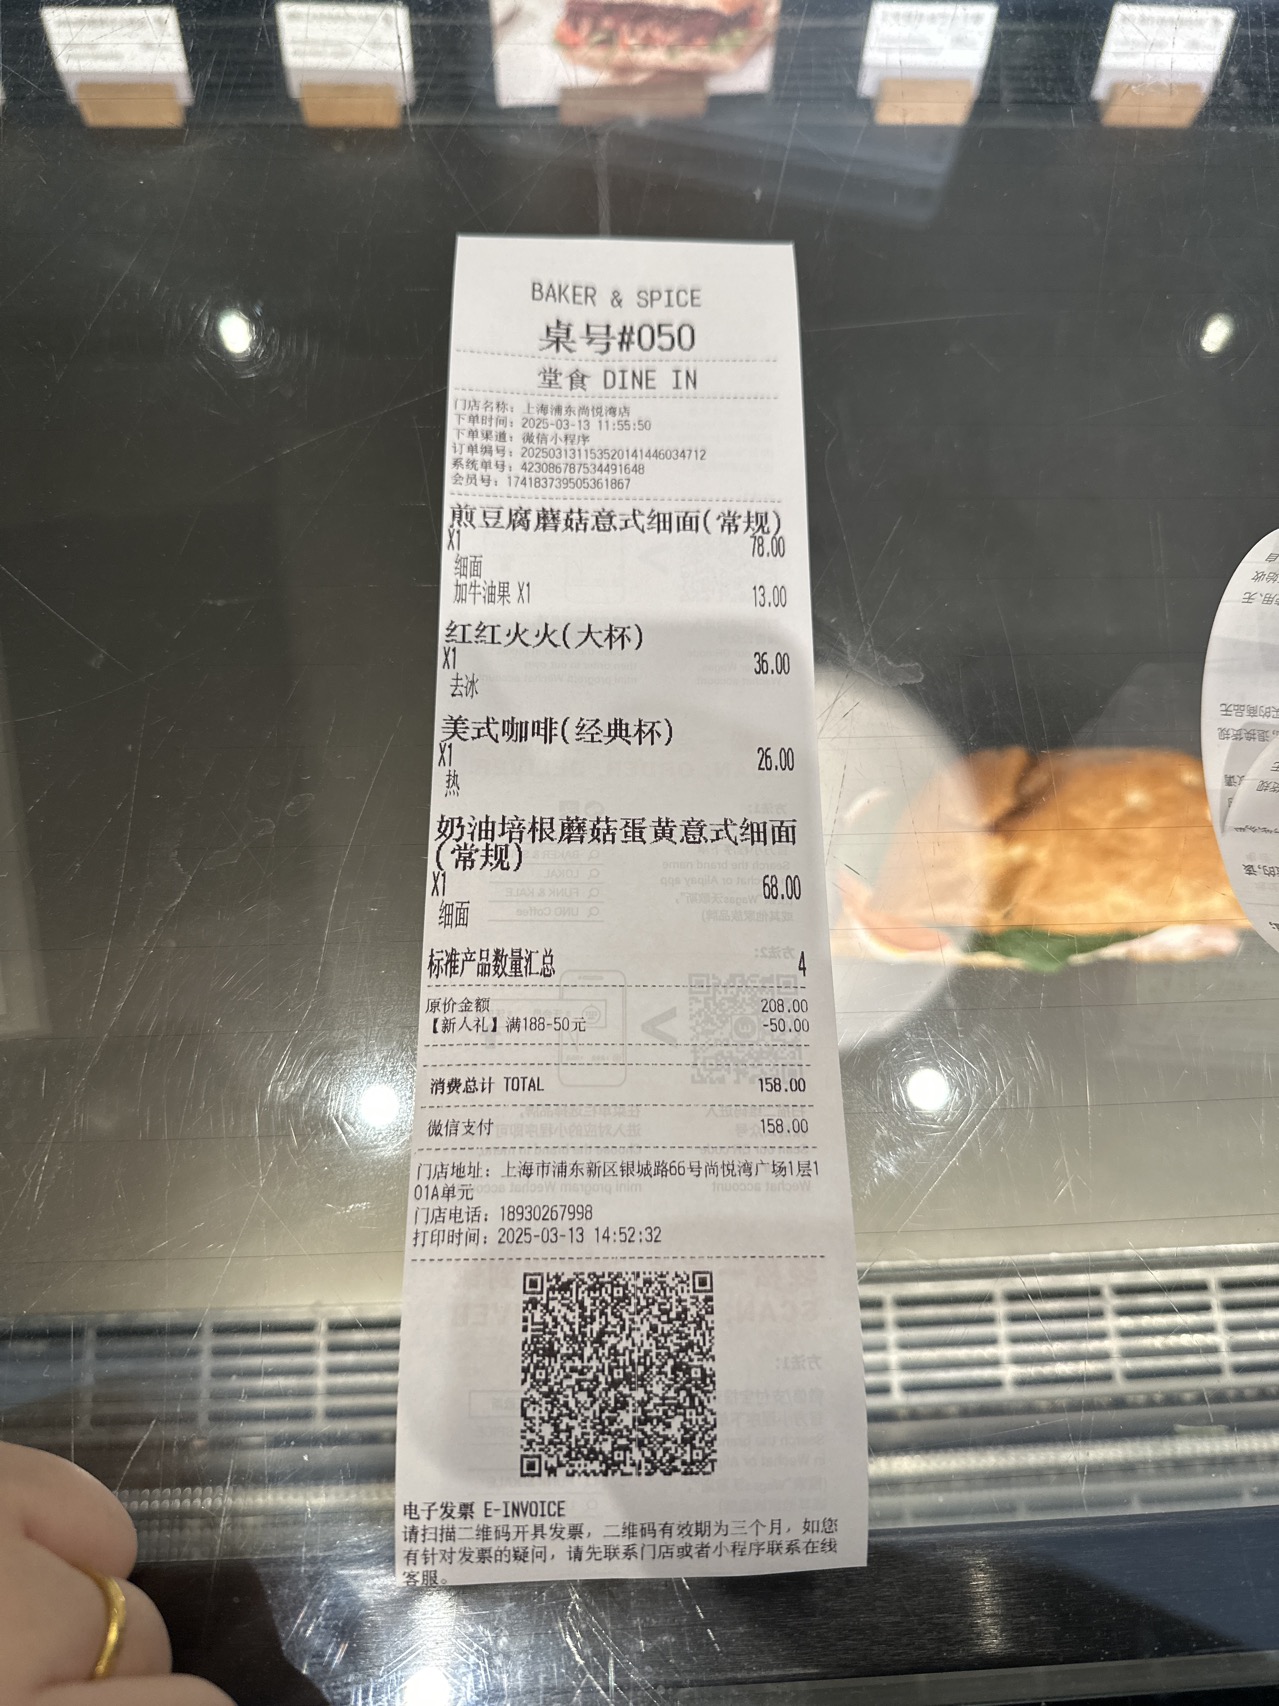 BAKER & SPICE
桌号#050
堂食 DINE IN
门店名称：上海浦东尚悦湾店
下单时间：2025-03-13 11:55:50
下单渠道：微信小程序
订单编号：2025031311535201414460​34712
系统单号：423086787534491648
会员号：174183739505361867
煎豆腐蘑菇意式细面(常规)
X1 78.00
细面
加牛油果 X1 13.00
红红火火(大杯)
X1 36.00
去冰
美式咖啡(经典杯)
X1 26.00
热
奶油培根蘑菇蛋黄意式细面
(常规)
X1 68.00
细面
标准产品数量汇总 4
原价金额 208.00
【新人礼】满188-50元 -50.00
消费总计 TOTAL 158.00
微信支付 158.00
门店地址：上海市浦东新区银城路66号尚悦湾广场1层1
01A单元
门店电话：18930267998
打印时间：2025-03-13 14:52:32
电子发票 E-INVOICE
请扫描二维码开具发票，二维码有效期为三个月，如您
有针对发票的疑问，请先联系门店或者小程序联系在线
客服。